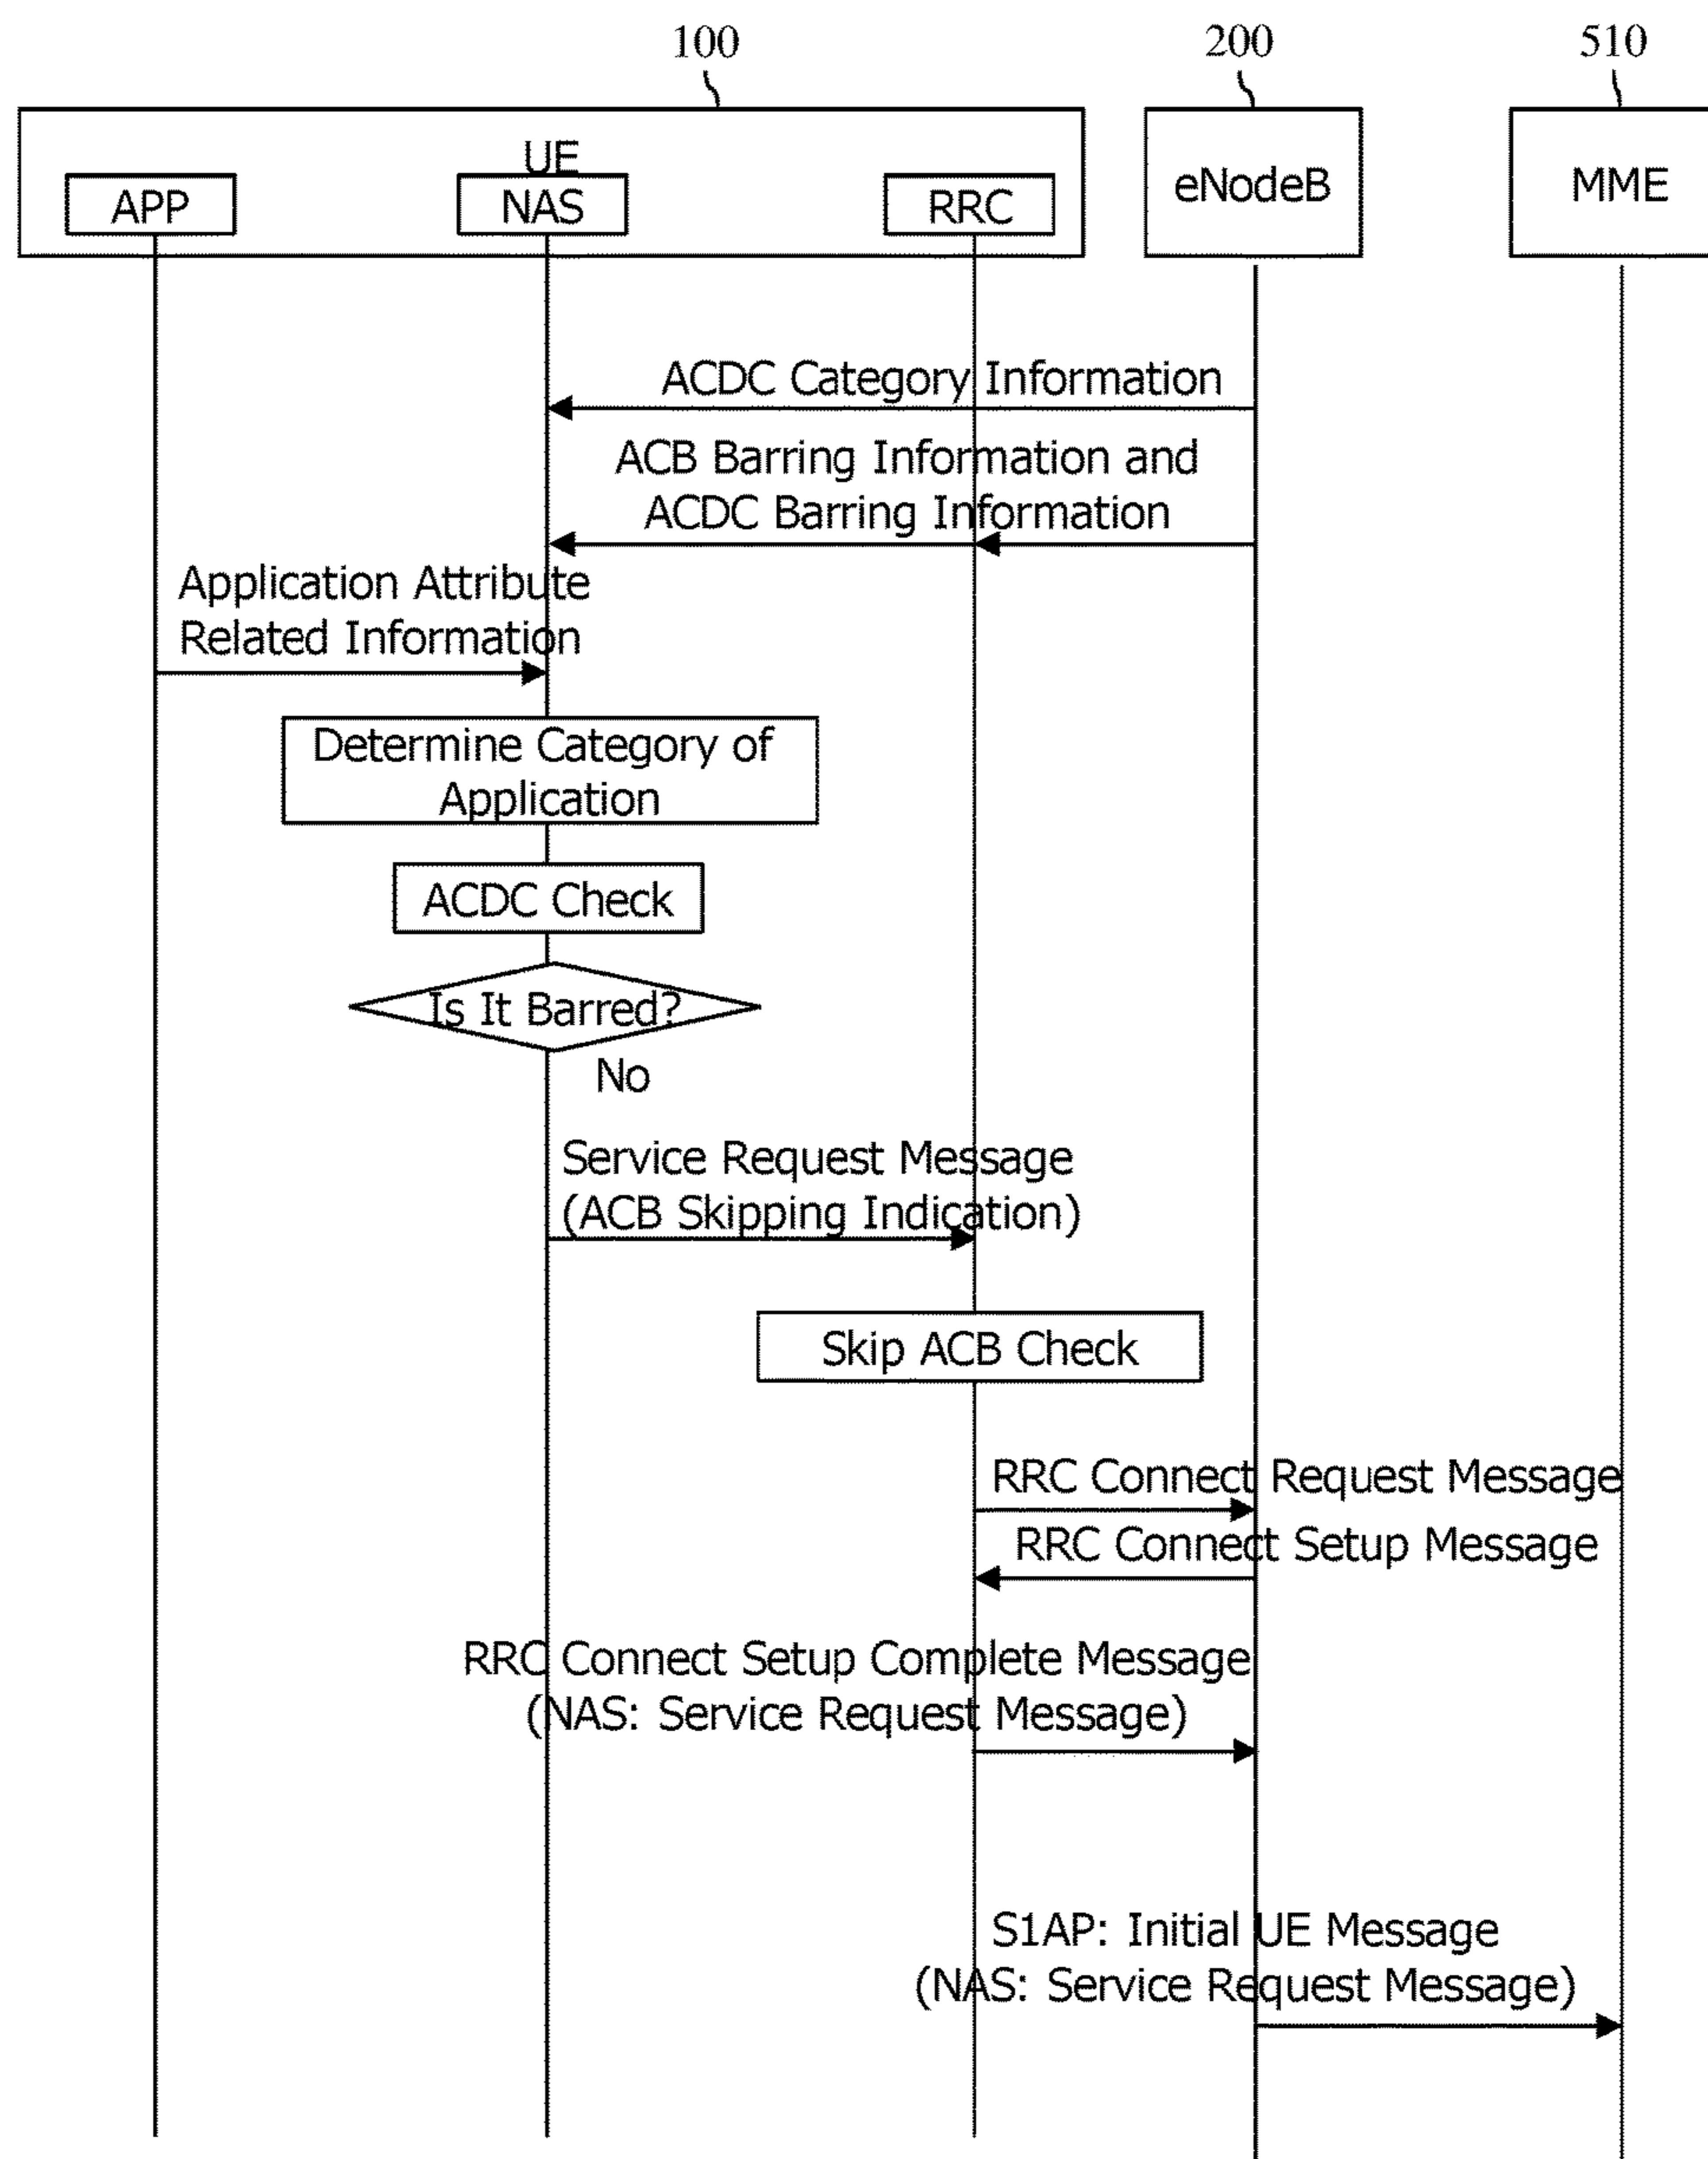 100
200
510
UE
APP
NAS
RRC
eNodeB
MME
ACDC Category Information
ACB Barring Information and
ACDC Barring Information
Application Attribute
Related Information
Determine Category of
Application
ACDC Check
Is It Barred?
No
Service Request Message
(ACB Skipping Indication)
Skip ACB Check
RRC Connect Request Message
RRC Connect Setup Message
RRC Connect Setup Complete Message
(NAS: Service Request Message)
S1AP: Initial UE Message
(NAS: Service Request Message)